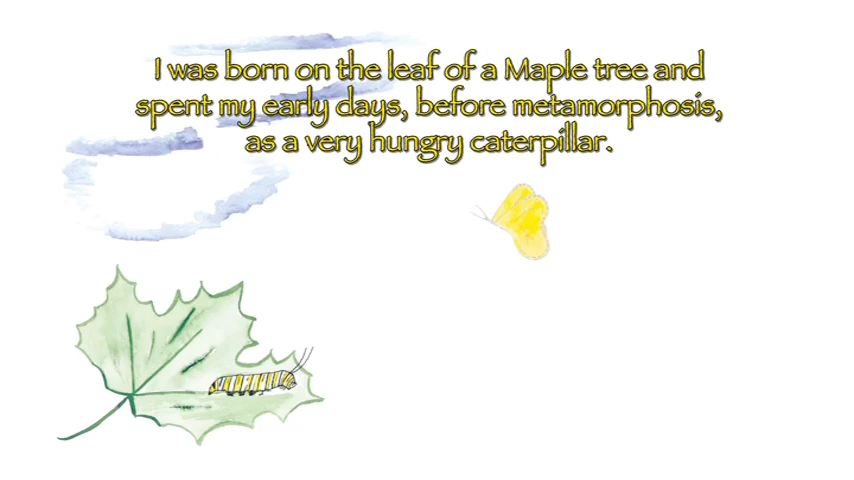 I was born on the leaf of a Maple tree and
spent my early days, before metamorphosis,
as a very hungry caterpillar.